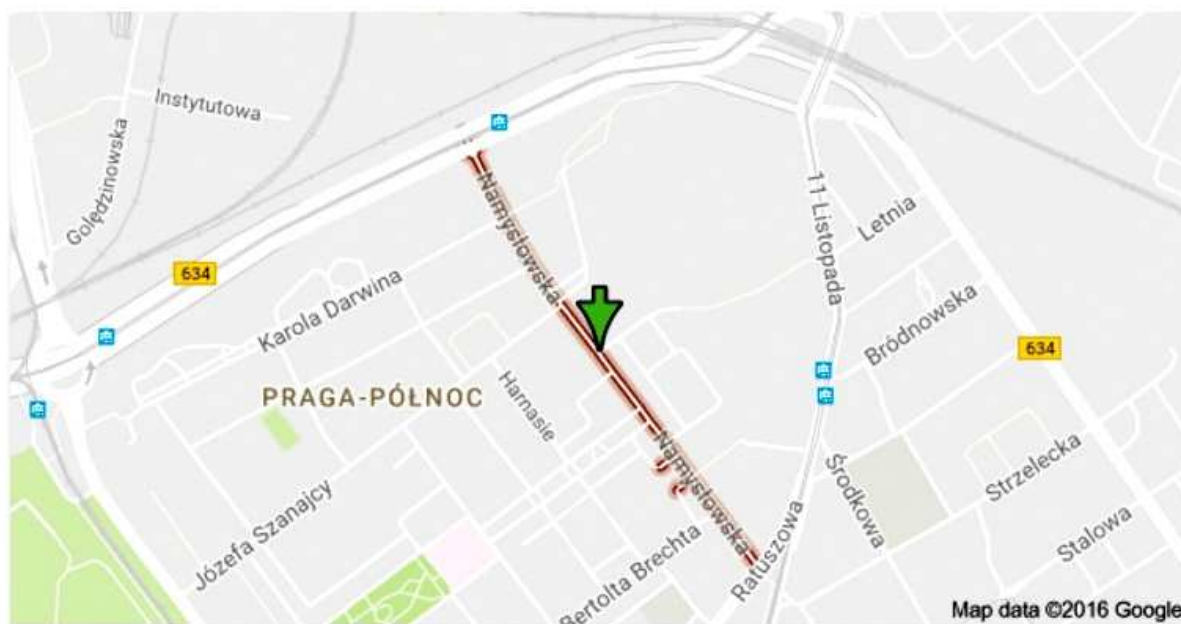 Instytutowa
Golędzinowska
Namysłowska
11 Listopada
Letnia
634
Karola Darwina
Bródnowska
634
PRAGA-PÓŁNOC
Harnasie
Namysłowska
Środkowa
Strzelecka
Józefa Szanajcy
Stalowa
Bertolta Brechta
Ratuszowa
Map data ©2016 Google